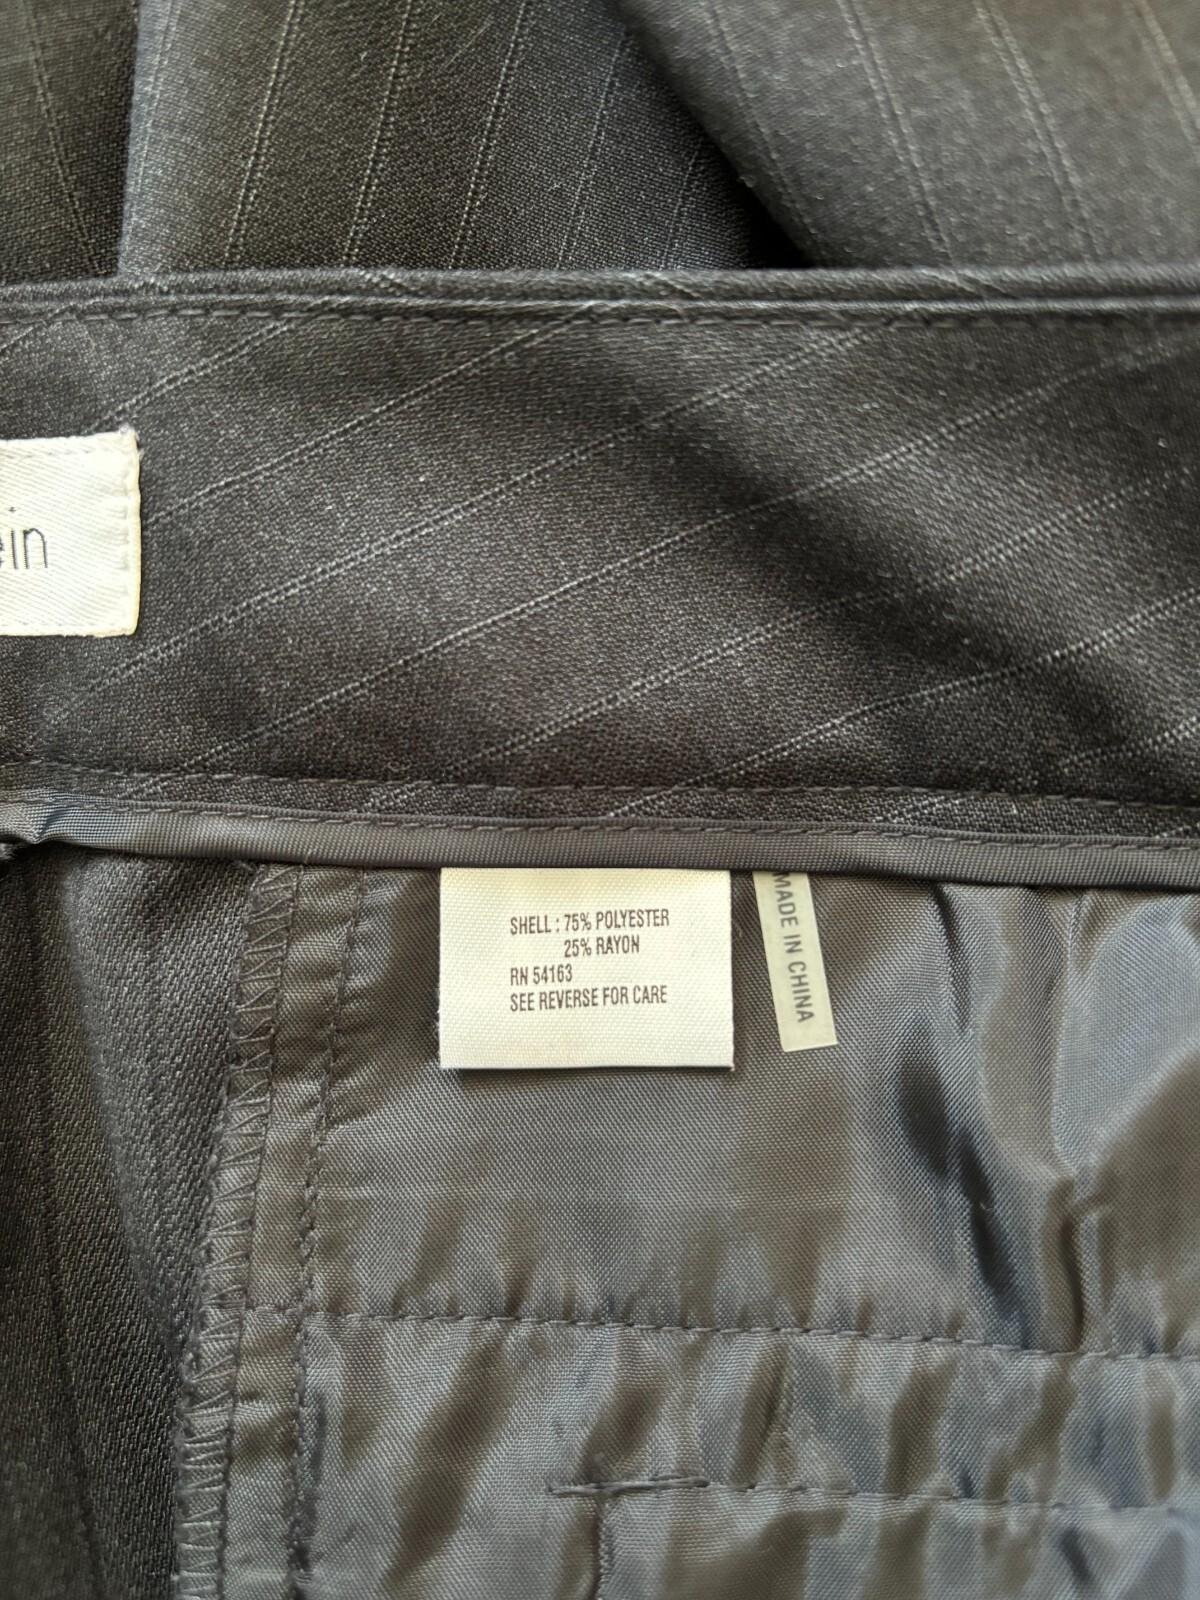 ein
SHELL : 75% POLYESTER
25% RAYON
RN 54163
SEE REVERSE FOR CARE
MADE IN CHINA